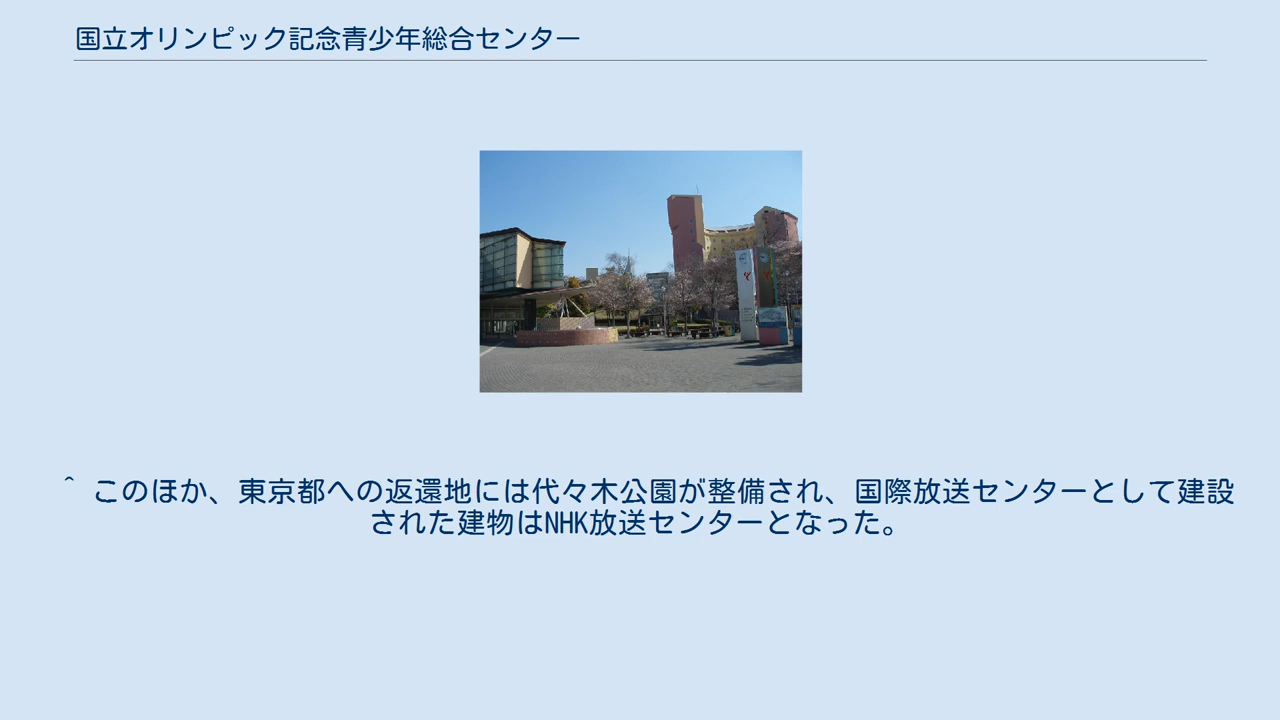 国立オリンピック記念青少年総合センター
^ このほか、東京都への返還地には代々木公園が整備され、国際放送センターとして建設
された建物はNHK放送センターとなった。